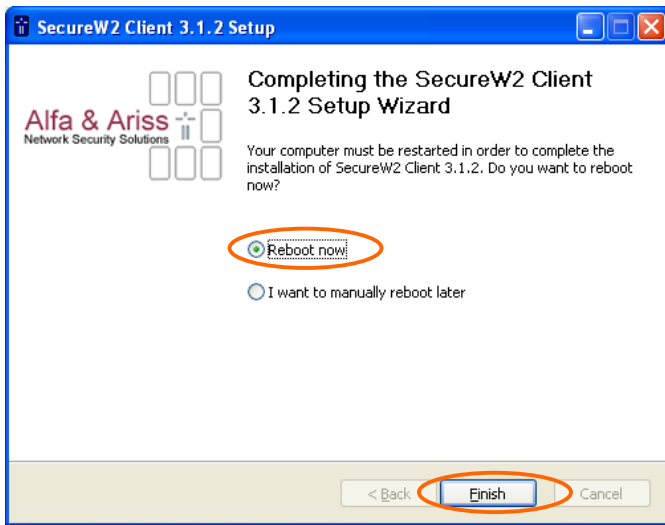 SecureW2 Client 3.1.2 Setup
Alfa & Ariss
Network Security Solutions
Completing the SecureW2 Client
3.1.2 Setup Wizard
Your computer must be restarted in order to complete the
installation of SecureW2 Client 3.1.2. Do you want to reboot
now?
Reboot now
I want to manually reboot later
< Back
Finish
Cancel